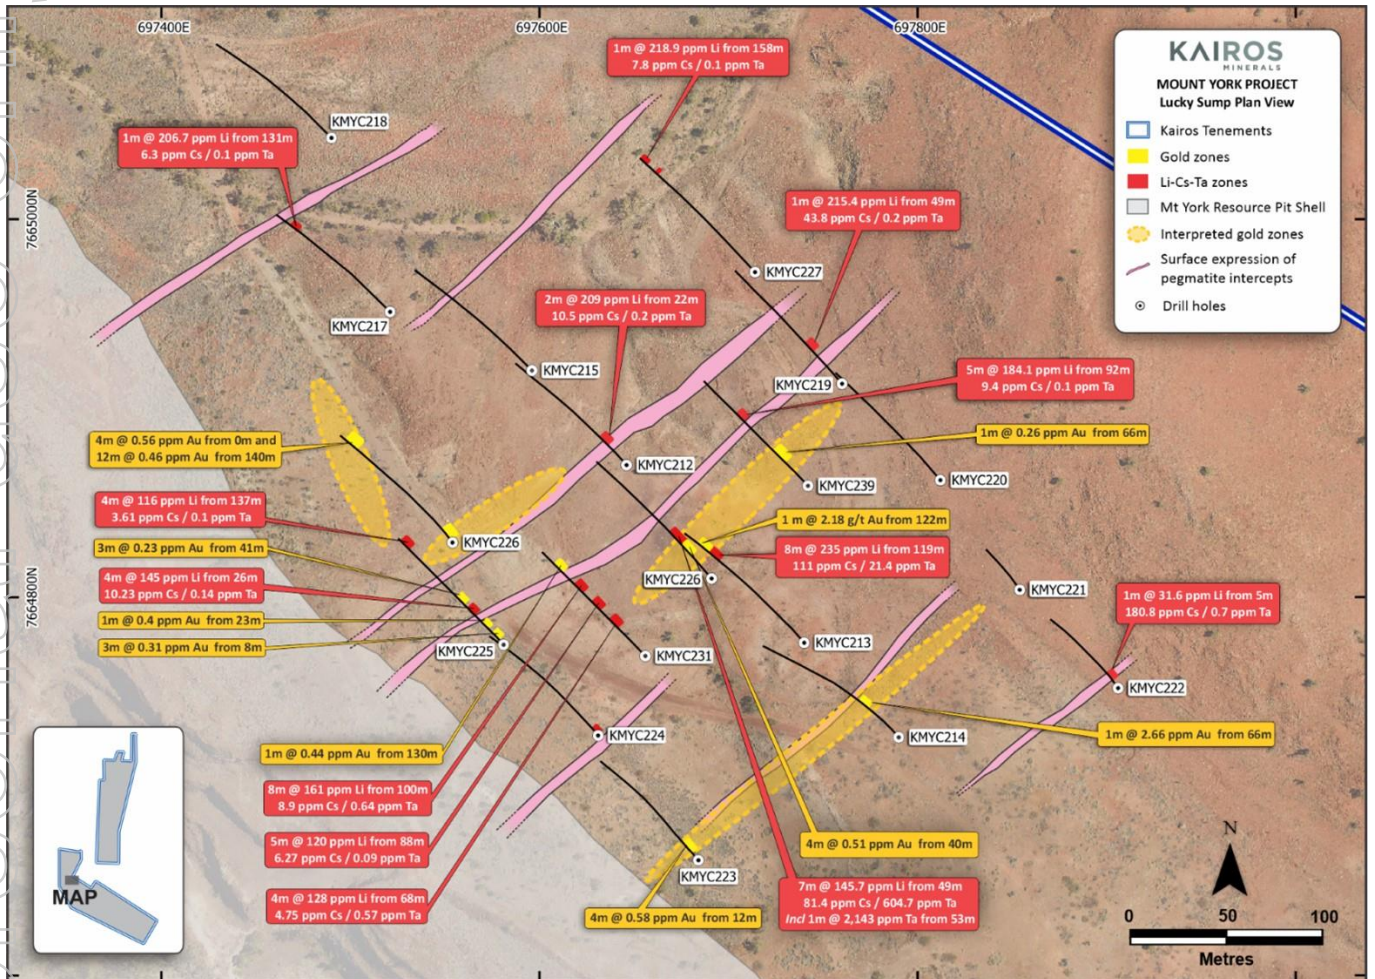 697400E
697600E
697800E
7665000N
7664800N
KAIROS
MINERALS
MOUNT YORK PROJECT
Lucky Sump Plan View
Kairos Tenements
Gold zones
Li-Cs-Ta zones
Mt York Resource Pit Shell
Interpreted gold zones
Surface expression of
pegmatite intercepts
Drill holes
1m @ 218.9 ppm Li from 158m
7.8 ppm Cs / 0.1 ppm Ta
KMYC218
1m @ 206.7 ppm Li from 131m
6.3 ppm Cs / 0.1 ppm Ta
1m @ 215.4 ppm Li from 49m
43.8 ppm Cs / 0.2 ppm Ta
KMYC227
KMYC217
2m @ 209 ppm Li from 22m
10.5 ppm Cs / 0.2 ppm Ta
KMYC215
KMYC219
5m @ 184.1 ppm Li from 92m
9.4 ppm Cs / 0.1 ppm Ta
4m @ 0.56 ppm Au from 0m and
12m @ 0.46 ppm Au from 140m
1m @ 0.26 ppm Au from 66m
KMYC212
KMYC239
KMYC220
4m @ 116 ppm Li from 137m
3.61 ppm Cs / 0.1 ppm Ta
1 m @ 2.18 g/t Au from 122m
3m @ 0.23 ppm Au from 41m
KMYC226
8m @ 235 ppm Li from 119m
111 ppm Cs / 21.4 ppm Ta
4m @ 145 ppm Li from 26m
10.23 ppm Cs / 0.14 ppm Ta
KMYC226
KMYC221
1m @ 31.6 ppm Li from 5m
180.8 ppm Cs / 0.7 ppm Ta
1m @ 0.4 ppm Au from 23m
3m @ 0.31 ppm Au from 8m
KMYC225
KMYC231
KMYC213
KMYC222
KMYC224
KMYC214
1m @ 2.66 ppm Au from 66m
1m @ 0.44 ppm Au from 130m
8m @ 161 ppm Li from 100m
8.9 ppm Cs / 0.64 ppm Ta
5m @ 120 ppm Li from 88m
6.27 ppm Cs / 0.09 ppm Ta
4m @ 0.51 ppm Au from 40m
KMYC223
4m @ 128 ppm Li from 68m
4.75 ppm Cs / 0.57 ppm Ta
4m @ 0.58 ppm Au from 12m
7m @ 145.7 ppm Li from 49m
81.4 ppm Cs / 604.7 ppm Ta
Incl 1m @ 2,143 ppm Ta from 53m
MAP
N
0 50 100
Metres